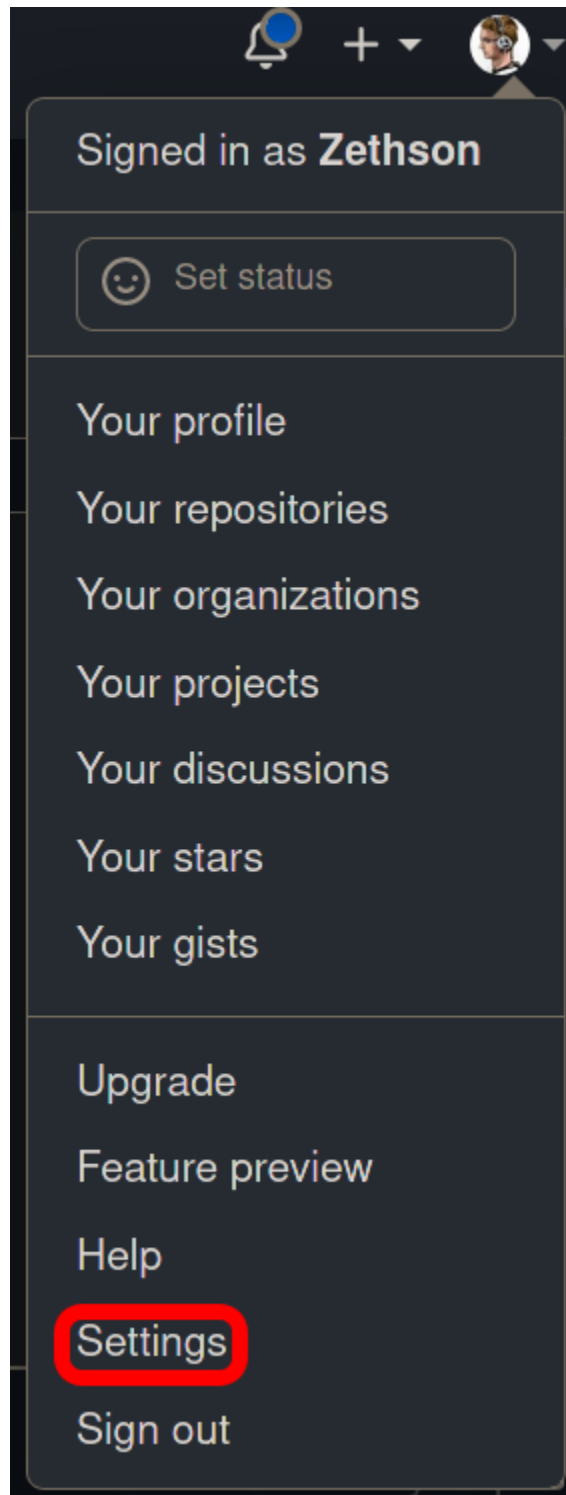 Signed in as Zethson
Set status
Your profile
Your repositories
Your organizations
Your projects
Your discussions
Your stars
Your gists
Upgrade
Feature preview
Help
Settings
Sign out